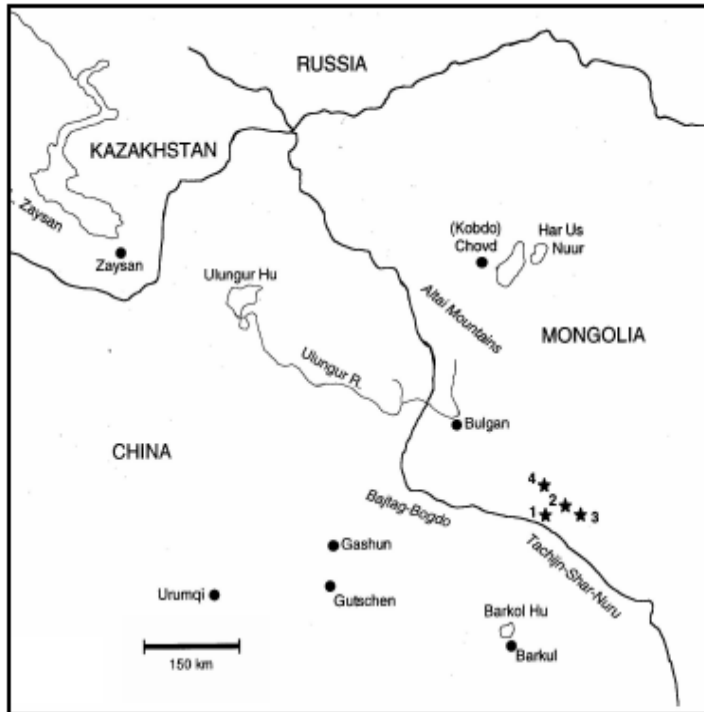 RUSSIA
KAZAKHSTAN
Zaysan
Zaysan
(Kobdo)
Chovd
Har Us
Nuur
Ulungur Hu
Altai Mountains
MONGOLIA
Ulungur R.
Bulgan
CHINA
4
2
1
3
Bajtag-Bogdo
Tachijn-Shar-Nuru
Gashun
Urumqi
Gutschen
Barkol Hu
Barkul
150 km